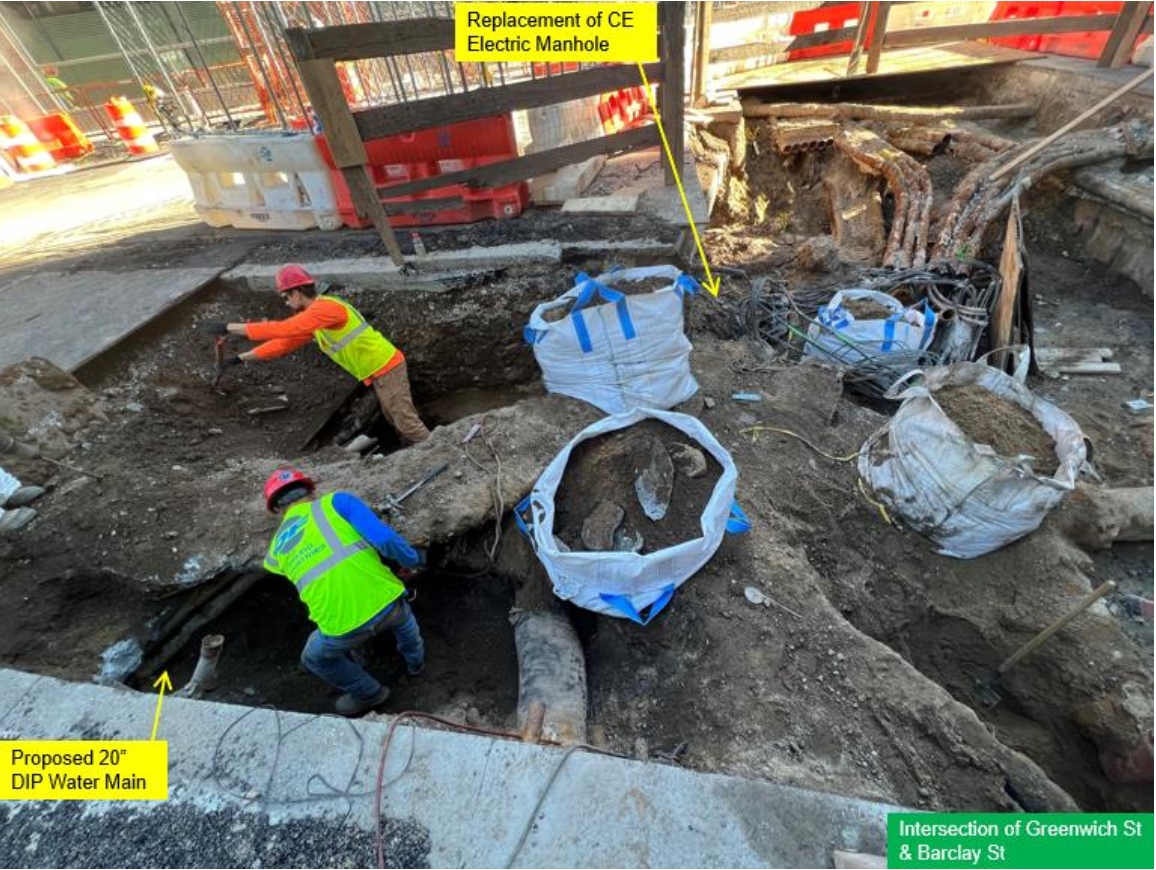 Replacement of CE
Electric Manhole
Proposed 20”
DIP Water Main
Intersection of Greenwich St
& Barclay St